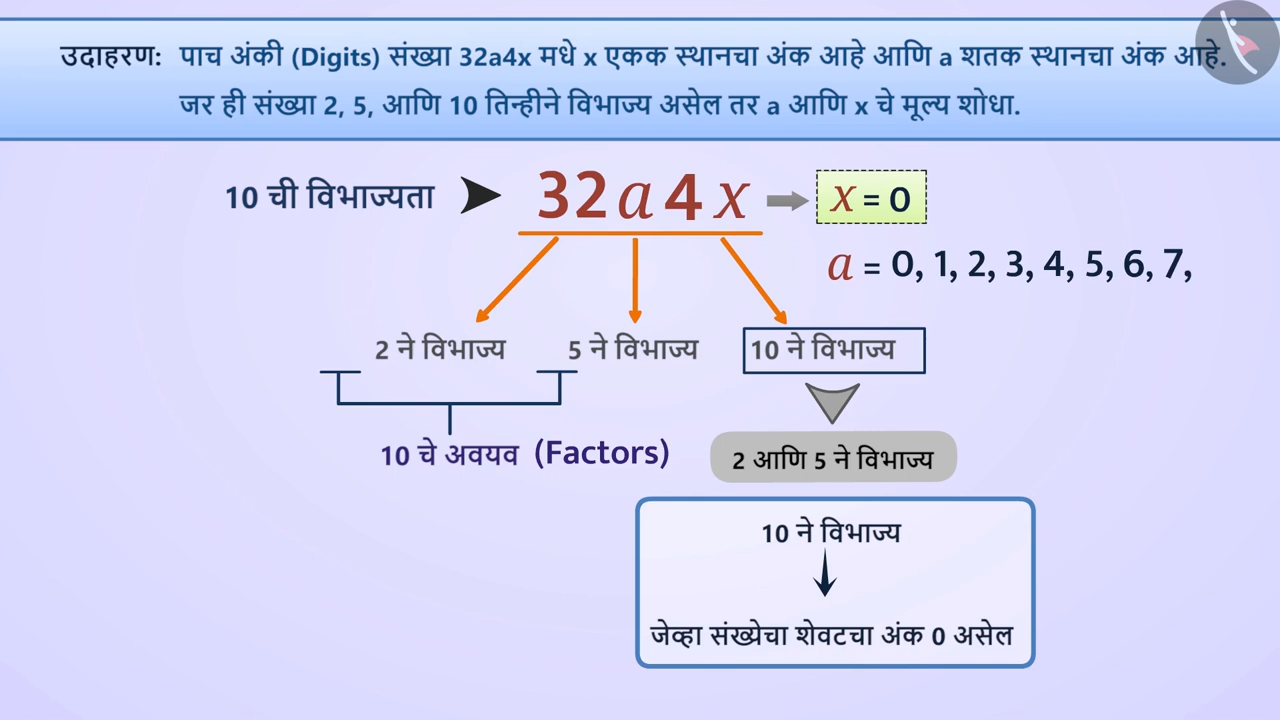 उदाहरण: पाच अंकी (Digits) संख्या 32a4x मधे x एकक स्थानचा अंक आहे आणि a शतक स्थानचा अंक आहे.
जर ही संख्या 2, 5, आणि 10 तिन्हीने विभाज्य असेल तर a आणि x चे मूल्य शोधा.
10 ची विभाज्यता ➤ 32a4x ➡ x = 0
a = 0, 1, 2, 3, 4, 5, 6, 7,
2 ने विभाज्य 5 ने विभाज्य 10 ने विभाज्य
10 चे अवयव (Factors) 2 आणि 5 ने विभाज्य
10 ने विभाज्य
जेव्हा संख्येचा शेवटचा अंक 0 असेल